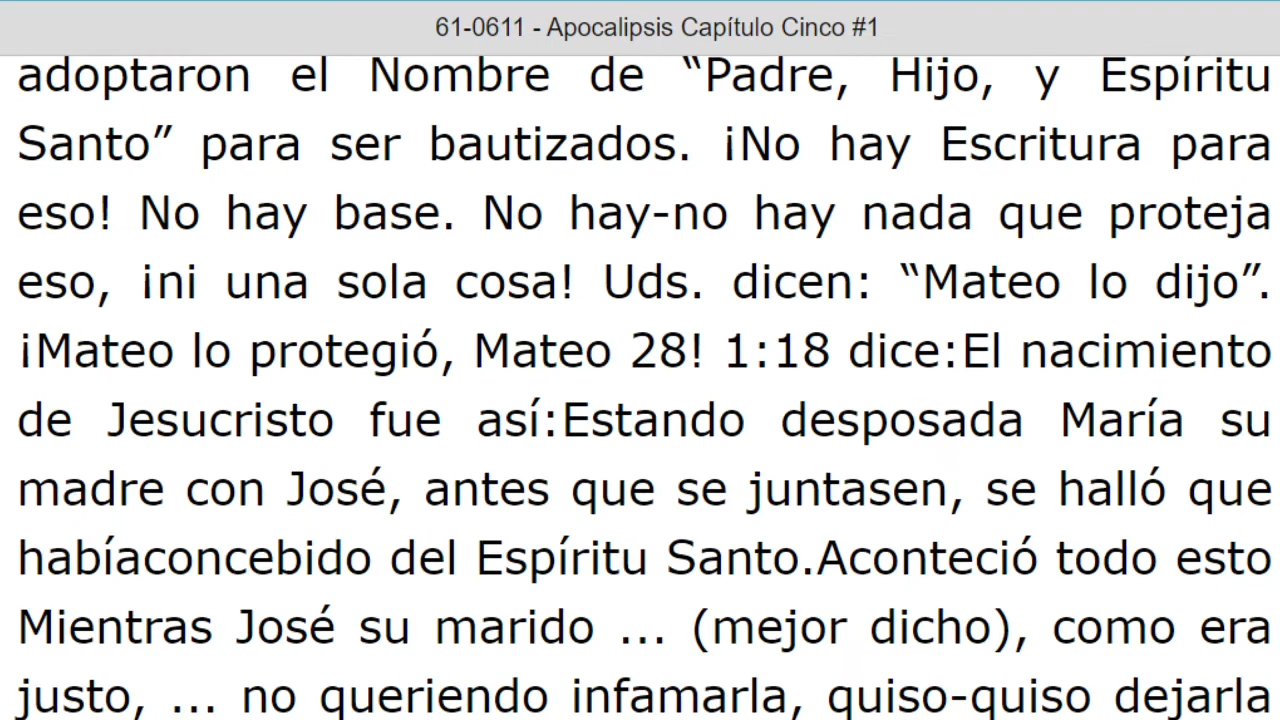 61-0611 - Apocalipsis Capítulo Cinco #1
adoptaron el Nombre de “Padre, Hijo, y Espíritu
Santo” para ser bautizados. ¡No hay Escritura para
eso! No hay base. No hay-no hay nada que proteja
eso, ¡ni una sola cosa! Uds. dicen: “Mateo lo dijo”.
¡Mateo lo protegió, Mateo 28! 1:18 dice:El nacimiento
de Jesucristo fue así:Estando desposada María su
madre con José, antes que se juntasen, se halló que
habíaconcebido del Espíritu Santo.Aconteció todo esto
Mientras José su marido ... (mejor dicho), como era
justo, ... no queriendo infamarla, quiso-quiso dejarla